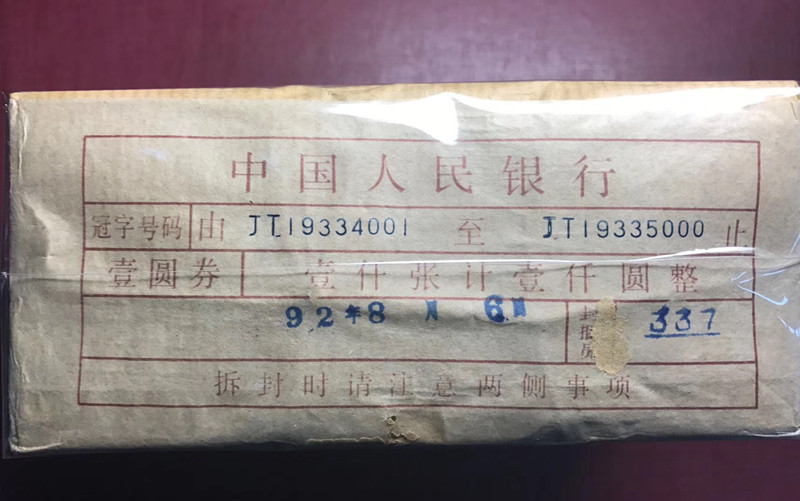 中国人民银行
冠字号码 由 JT19334001 至 JT19335000 止
壹圆券 壹仟张计壹仟圆整
92年8月6日
封 员 337
拆封时请注意两侧事项